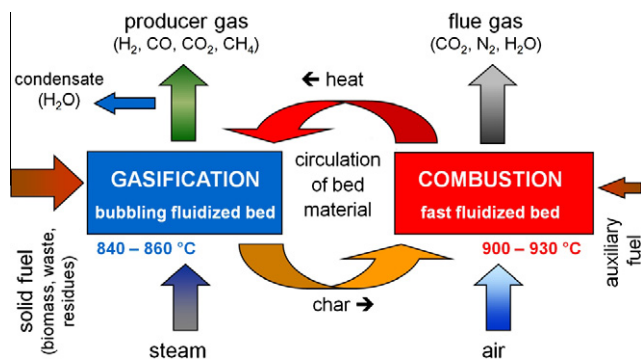 producer gas
(H₂, CO, CO₂, CH₄)
flue gas
(CO₂, N₂, H₂O)
condensate
(H₂O)
← heat
GASIFICATION
bubbling fluidized bed
circulation
of bed
material
COMBUSTION
fast fluidized bed
840 – 860 °C
900 – 930 °C
solid fuel
(biomass, waste,
residues)
auxiliary
fuel
char →
steam
air